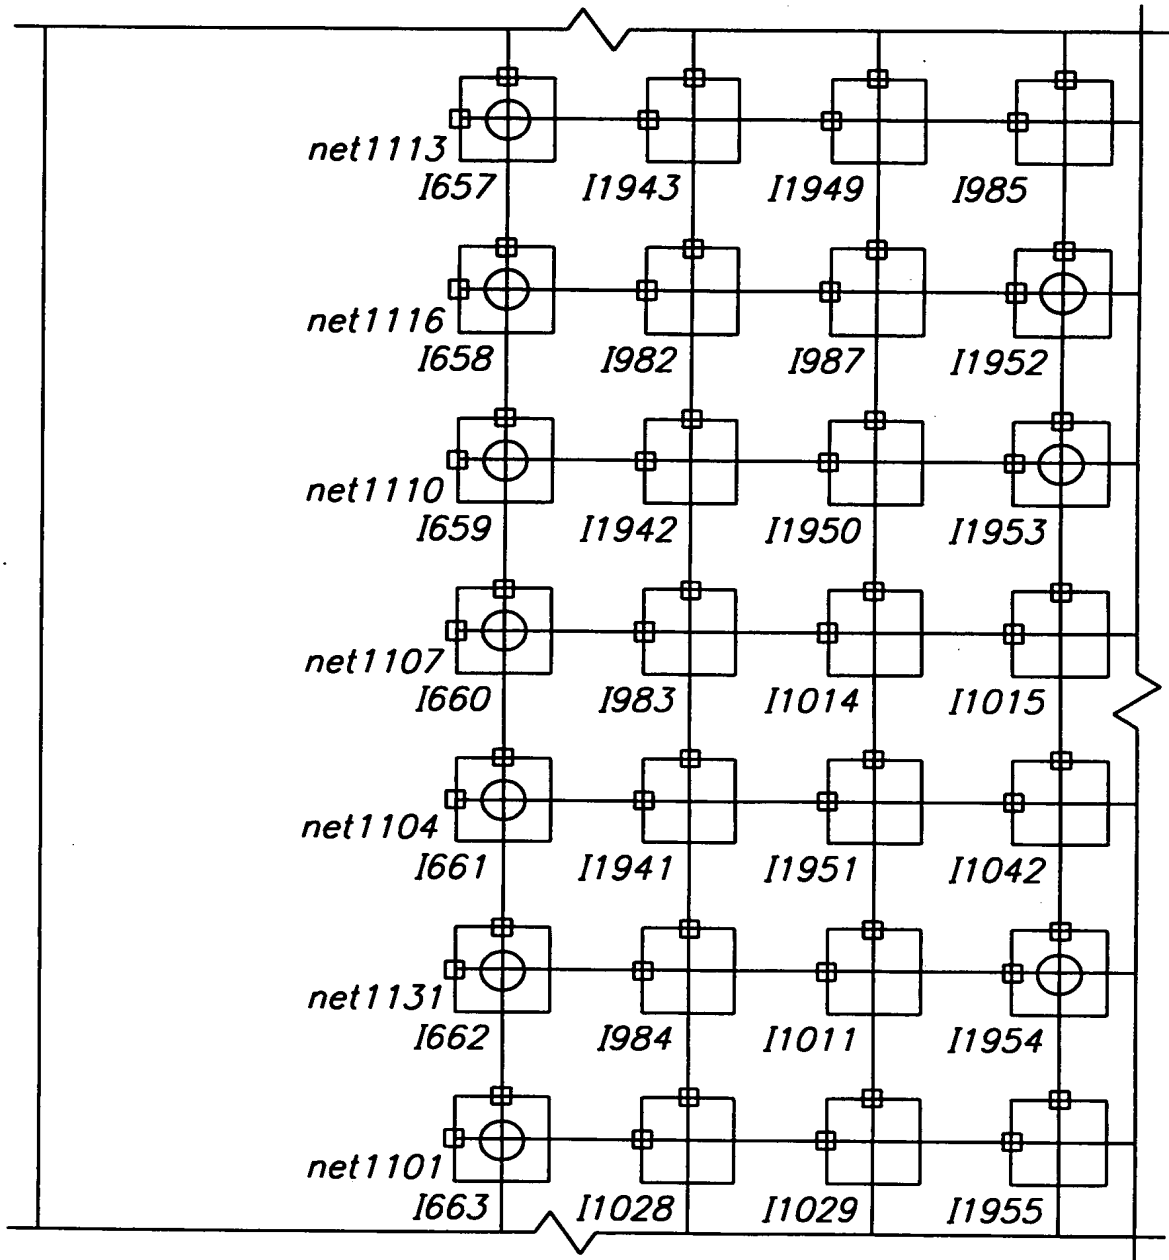 net1113
I657 I1943 I1949 I985
net1116
I658 I982 I987 I1952
net1110
I659 I1942 I1950 I1953
net1107
I660 I983 I1014 I1015
net1104
I661 I1941 I1951 I1042
net1131
I662 I984 I1011 I1954
net1101
I663 I1028 I1029 I1955